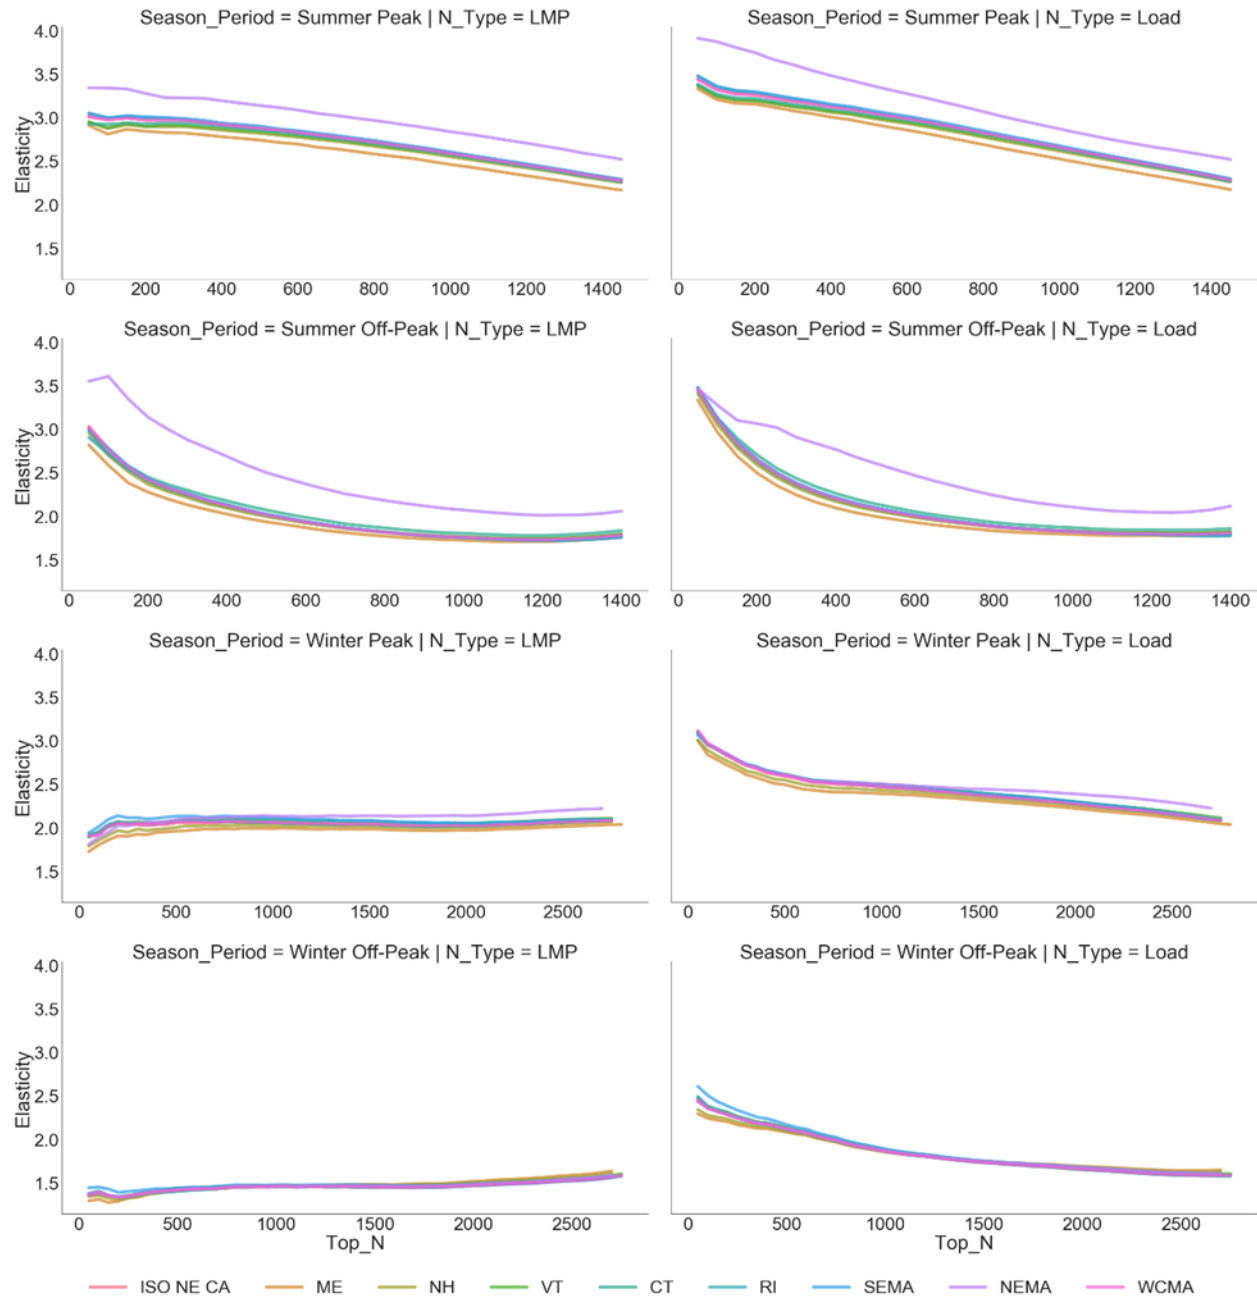 Season_Period = Summer Peak | N_Type = LMP
Season_Period = Summer Peak | N_Type = Load
4.0
3.5
3.0
2.5
2.0
1.5
Elasticity
0 200 400 600 800 1000 1200 1400
0 200 400 600 800 1000 1200 1400
Season_Period = Summer Off-Peak | N_Type = LMP
Season_Period = Summer Off-Peak | N_Type = Load
4.0
3.5
3.0
2.5
2.0
1.5
Elasticity
0 200 400 600 800 1000 1200 1400
0 200 400 600 800 1000 1200 1400
Season_Period = Winter Peak | N_Type = LMP
Season_Period = Winter Peak | N_Type = Load
4.0
3.5
3.0
2.5
2.0
1.5
Elasticity
0 500 1000 1500 2000 2500
0 500 1000 1500 2000 2500
Season_Period = Winter Off-Peak | N_Type = LMP
Season_Period = Winter Off-Peak | N_Type = Load
4.0
3.5
3.0
2.5
2.0
1.5
Elasticity
0 500 1000 1500 2000 2500
Top_N
0 500 1000 1500 2000 2500
Top_N
ISO NE CA ME NH VT CT RI SEMA NEMA WCMA